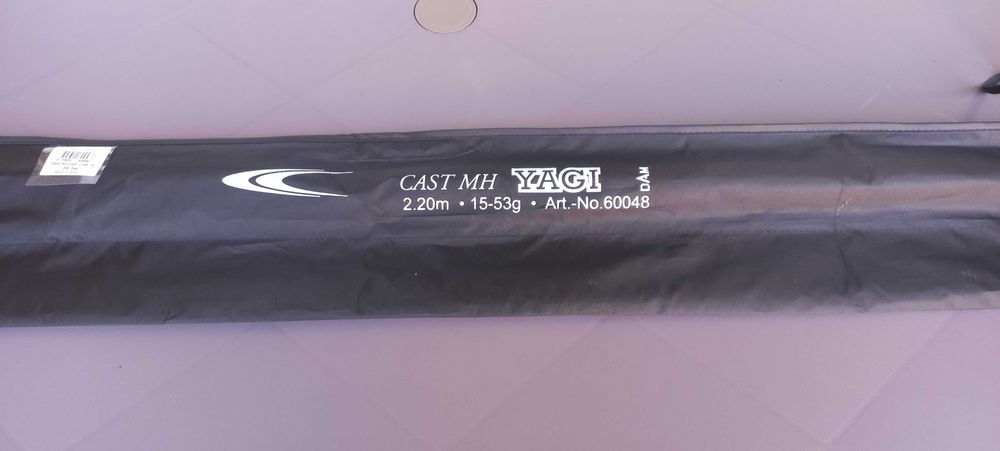 CAST MH YAGI DAM
2.20m • 15-53g • Art.-No.60048